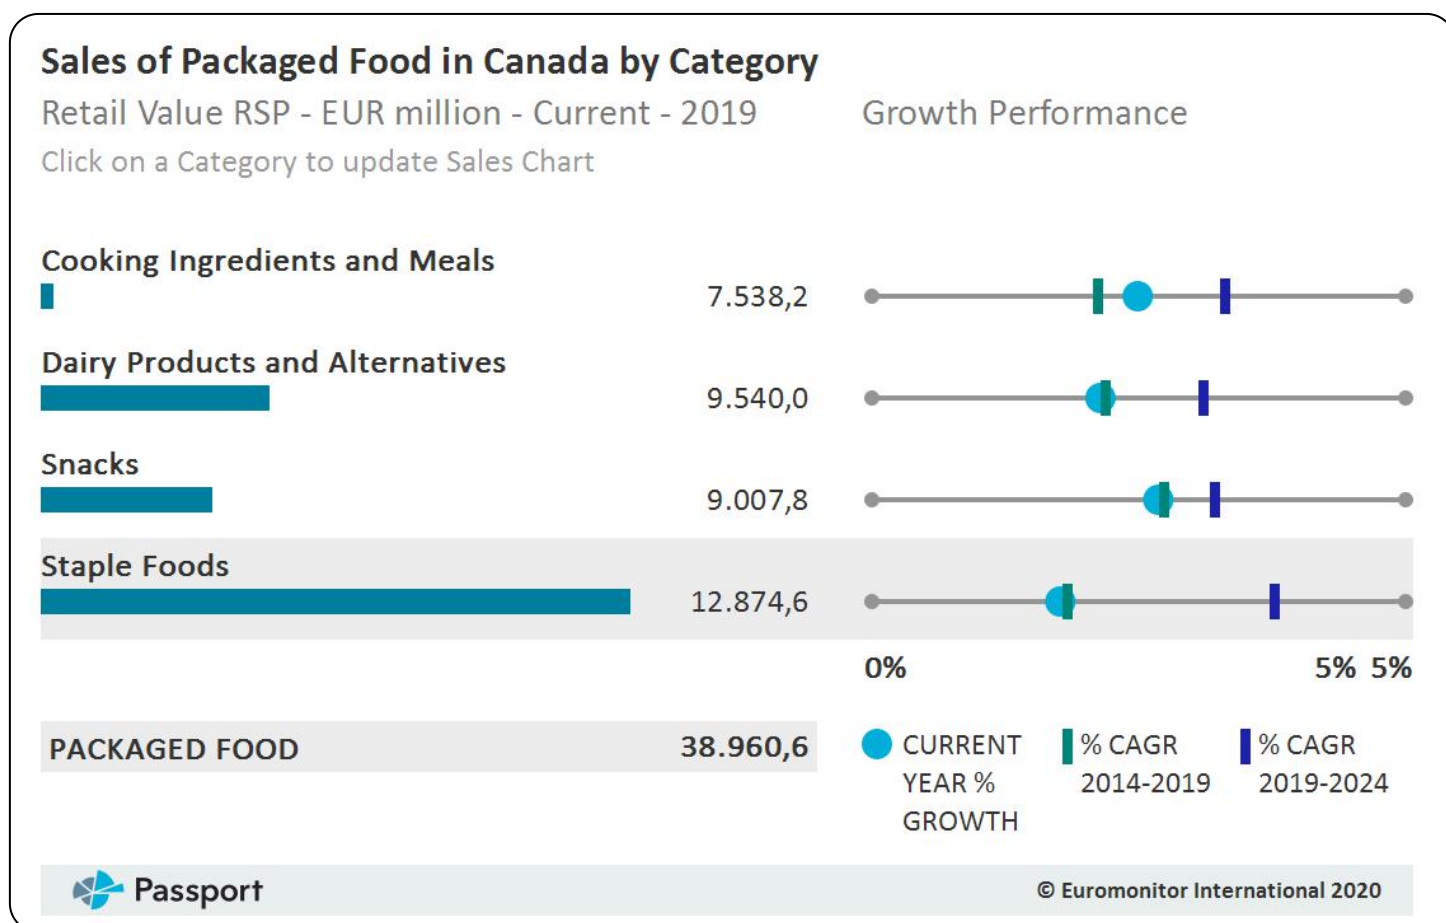 Sales of Packaged Food in Canada by Category
Retail Value RSP - EUR million - Current - 2019
Growth Performance
Click on a Category to update Sales Chart
Cooking Ingredients and Meals
7.538,2
Dairy Products and Alternatives
9.540,0
Snacks
9.007,8
Staple Foods
12.874,6
0%
5% 5%
PACKAGED FOOD
38.960,6
CURRENT
YEAR %
GROWTH
% CAGR
2014-2019
% CAGR
2019-2024
Passport
© Euromonitor International 2020